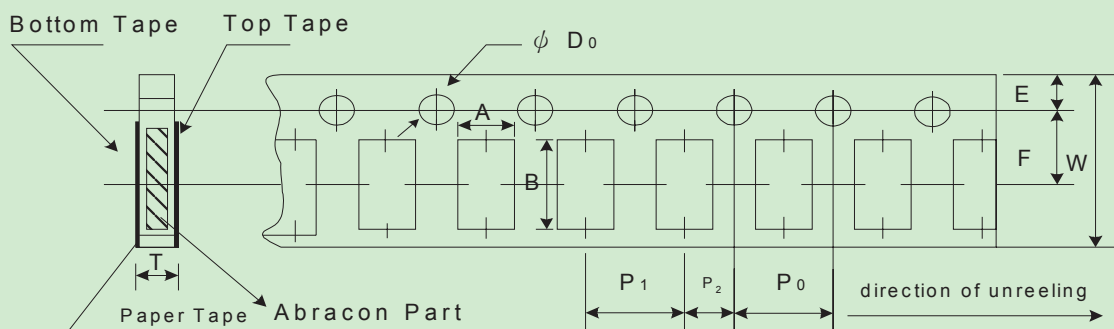 Bottom Tape
Top Tape
ψ D0
E
A
F
W
B
T
P1
P2
P0
direction of unreeling
Paper Tape
Abracon Part